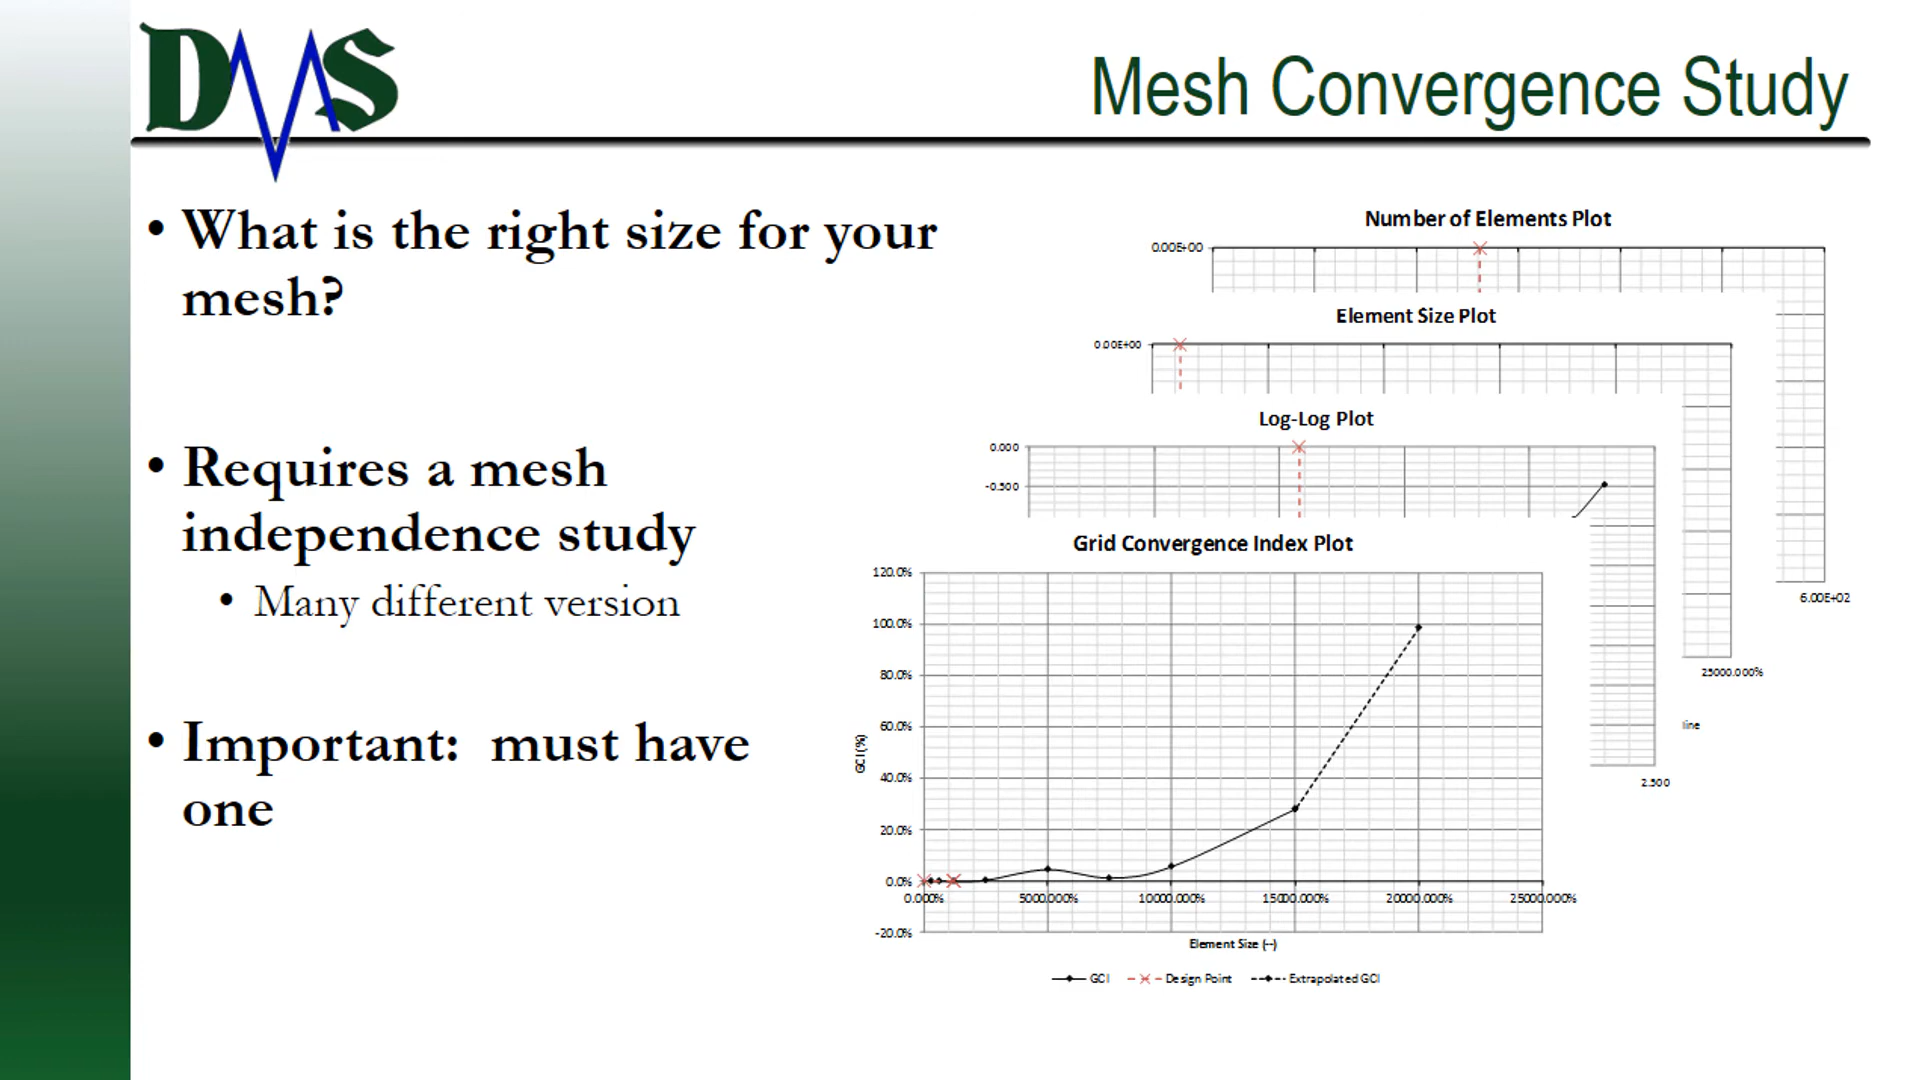 DMS
Mesh Convergence Study
• What is the right size for your
mesh?
• Requires a mesh
independence study
• Many different version
• Important: must have
one
Number of Elements Plot
0.00E+00
6.00E+02
Element Size Plot
0.00E+00
25000.000%
line
Log-Log Plot
0.000
-0.500
2.500
Grid Convergence Index Plot
120.0%
100.0%
80.0%
60.0%
40.0%
20.0%
0.0%
-20.0%
GCI (%)
0.000% 5000.000% 10000.000% 15000.000% 20000.000% 25000.000%
Element Size (--)
GCI Design Point Extrapolated GCI